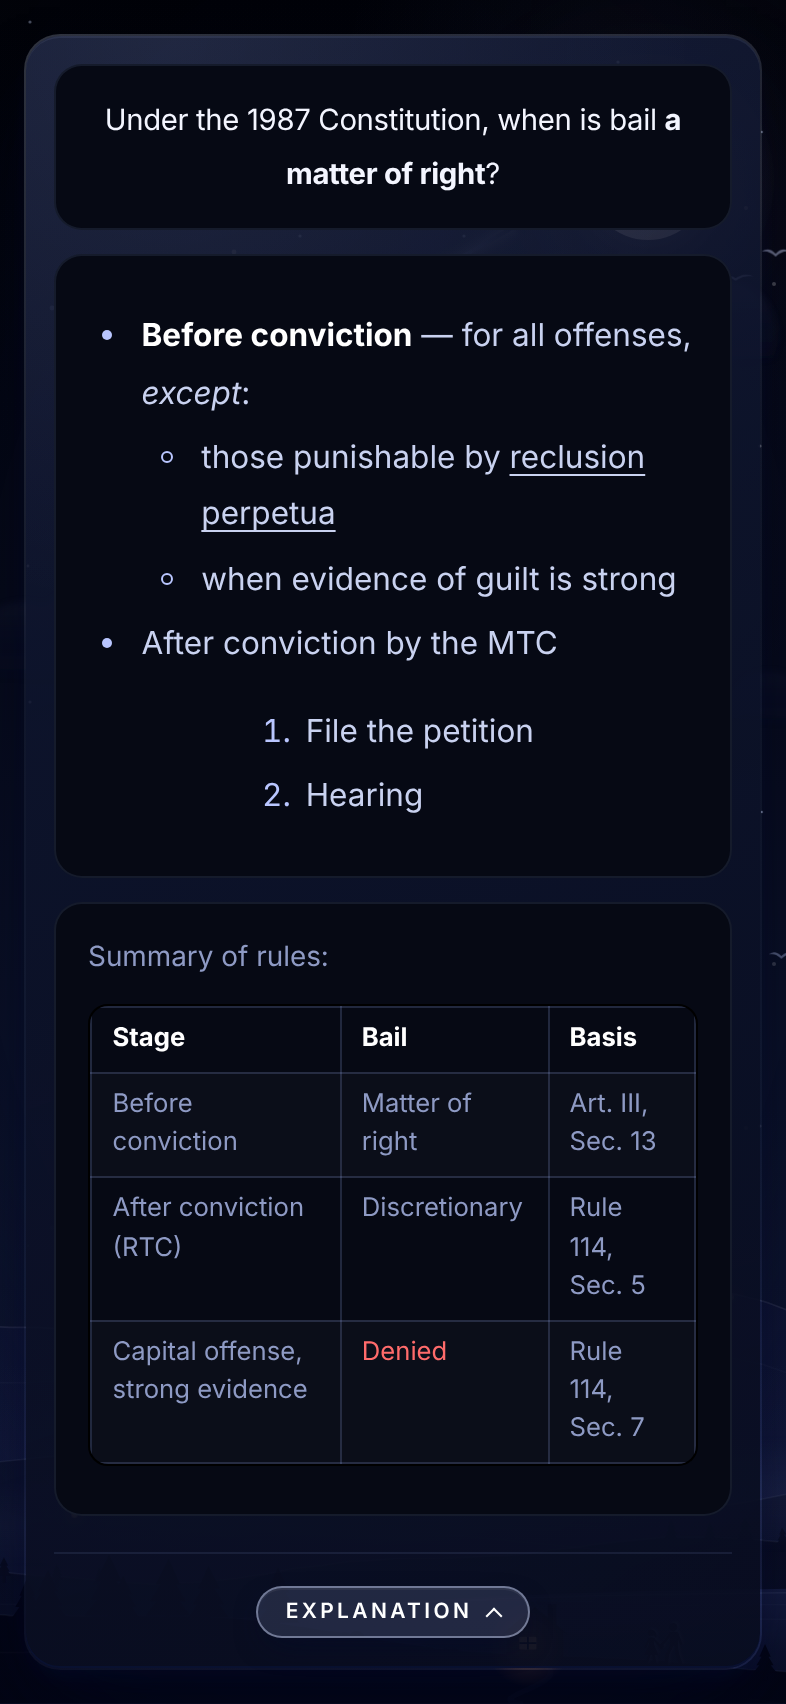 Under the 1987 Constitution, when is bail a
matter of right?
• Before conviction — for all offenses,
except:
○ those punishable by reclusion
perpetua
○ when evidence of guilt is strong
• After conviction by the MTC
1. File the petition
2. Hearing
Summary of rules:
Stage Bail Basis
Before Matter of Art. III,
conviction right Sec. 13
After conviction Discretionary Rule
(RTC) 114,
Sec. 5
Capital offense, Denied Rule
strong evidence 114,
Sec. 7
EXPLANATION